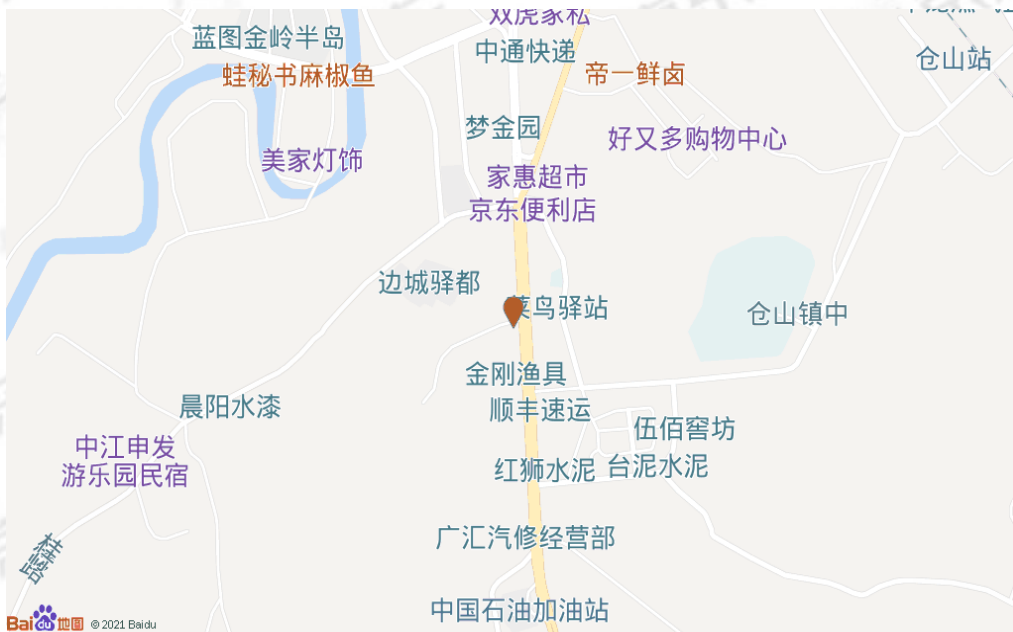 双虎家私
蓝图金岭半岛
中通快递
仓山站
蛙秘书麻椒鱼
帝一鲜卤
梦金园
好又多购物中心
美家灯饰
家惠超市
京东便利店
边城驿都
菜鸟驿站
仓山镇中
金刚渔具
晨阳水漆
顺丰速运
伍佰窖坊
中江申发
游乐园民宿
红狮水泥
台泥水泥
广汇汽修经营部
中国石油加油站
Bai du 地图 © 2021 Baidu